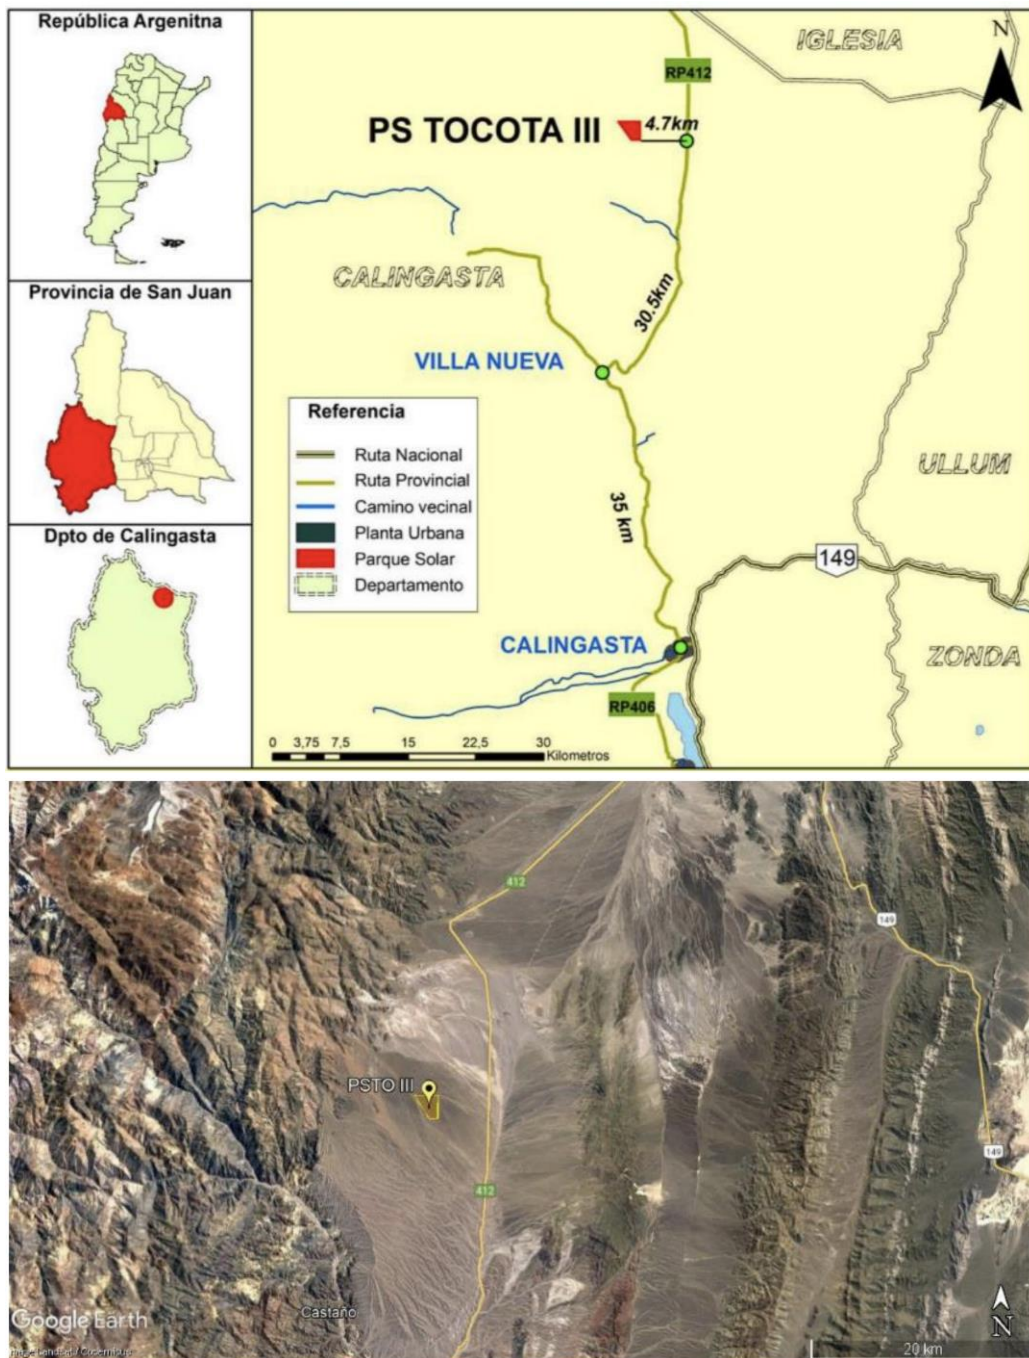 República Argenitna
Provincia de San Juan
Dpto de Calingasta
IGLESIA
N
RP412
PS TOCOTA III
4.7km
CALINGASTA
30.5km
VILLA NUEVA
Referencia
Ruta Nacional
Ruta Provincial
Camino vecinal
Planta Urbana
Parque Solar
Departamento
ULLUM
35 km
149
CALINGASTA
ZONDA
RP406
0 3,75 7,5 15 22,5 30
Kilometros
412
149
PSTO III
149
412
Castaño
Google Earth
Image Landsat / Copernicus
N
20 km